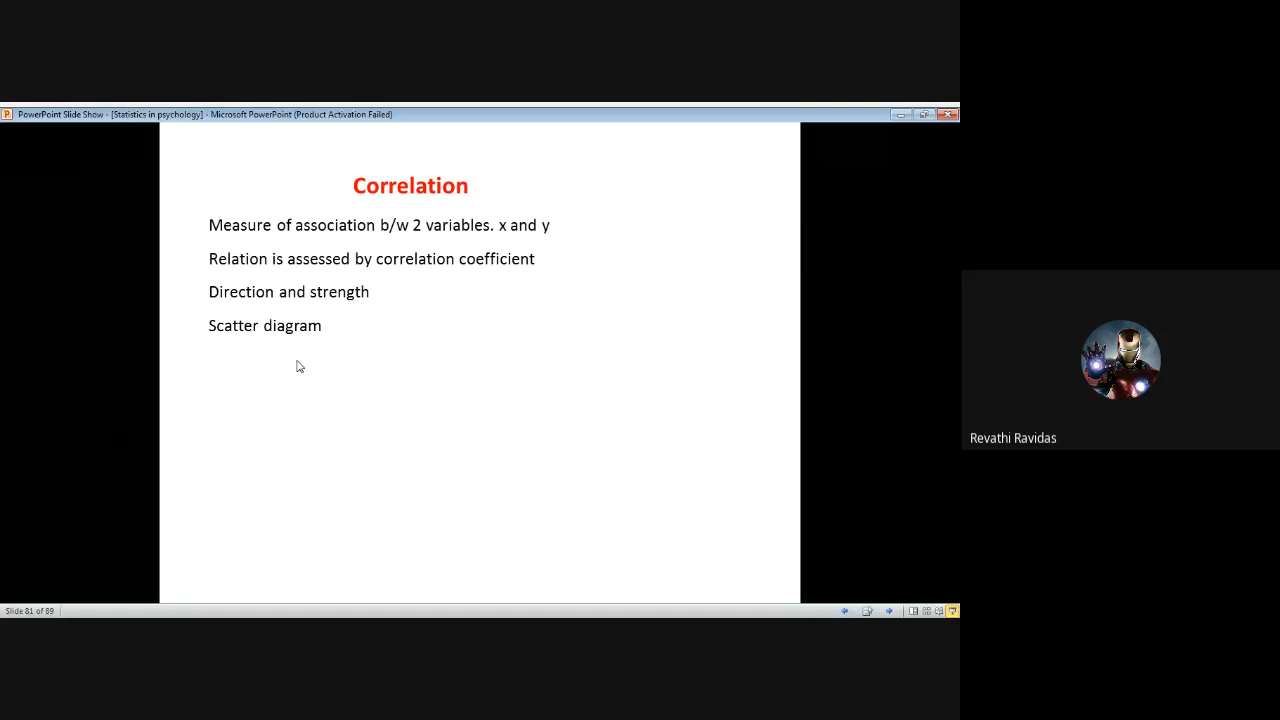 PowerPoint Slide Show - [Statistics in psychology] - Microsoft PowerPoint (Product Activation Failed)
Correlation
Measure of association b/w 2 variables. x and y
Relation is assessed by correlation coefficient
Direction and strength
Scatter diagram
Revathi Ravidas
Slide 81 of 89